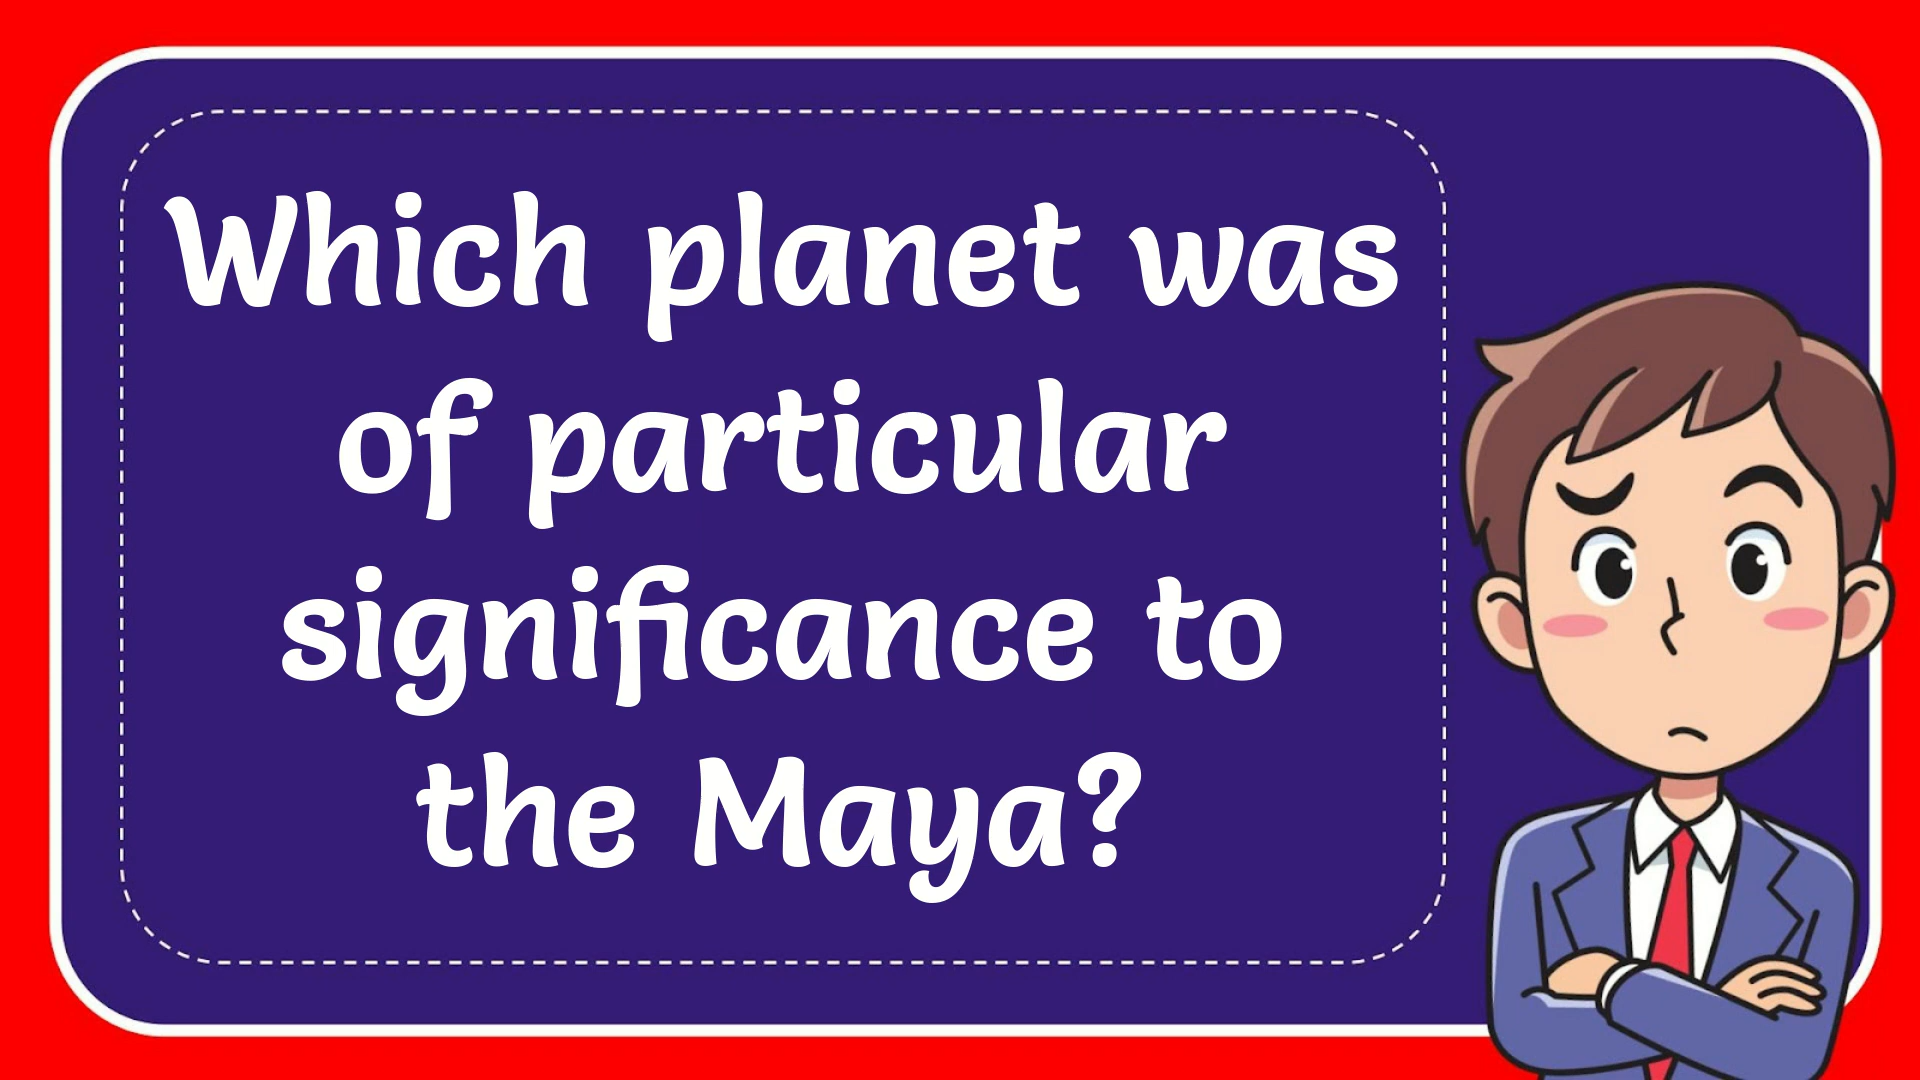 Which planet was
of particular
significance to
the Maya?